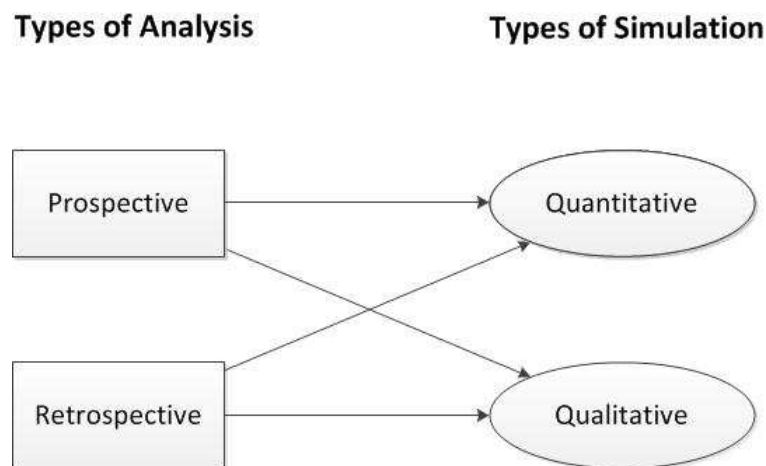 Types of Analysis
Types of Simulation
Prospective
Quantitative
Retrospective
Qualitative